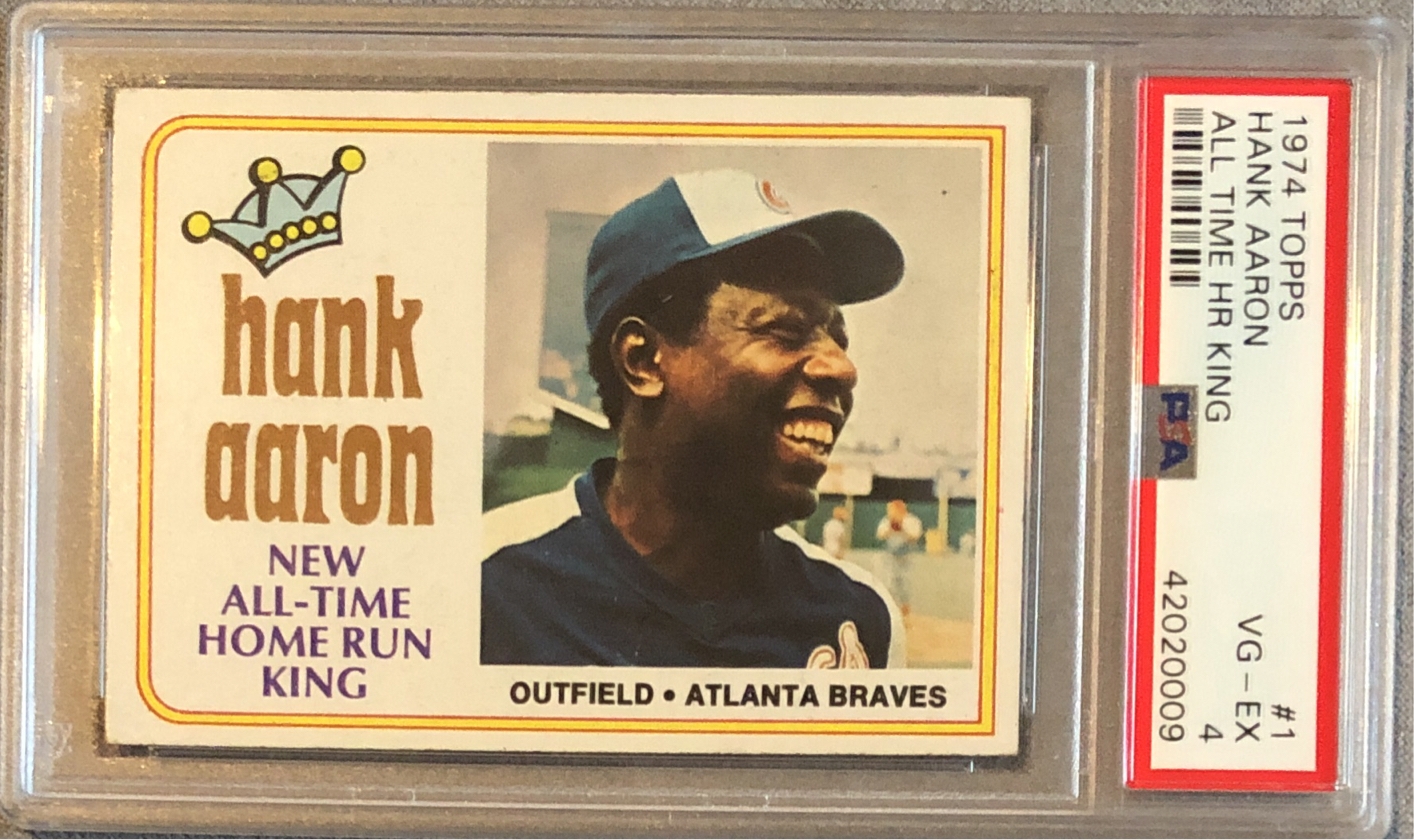 hank
aaron
NEW
ALL-TIME
HOME RUN
KING
OUTFIELD • ATLANTA BRAVES
1974 TOPPS #1
HANK AARON VG-EX
ALL TIME HR KING 4
42020009
PSA